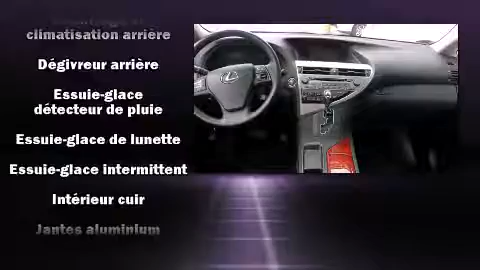 climatisation arrière
Dégivreur arrière
Essuie-glace
détecteur de pluie
Essuie-glace de lunette
Essuie-glace intermittent
Intérieur cuir
Jantes aluminium